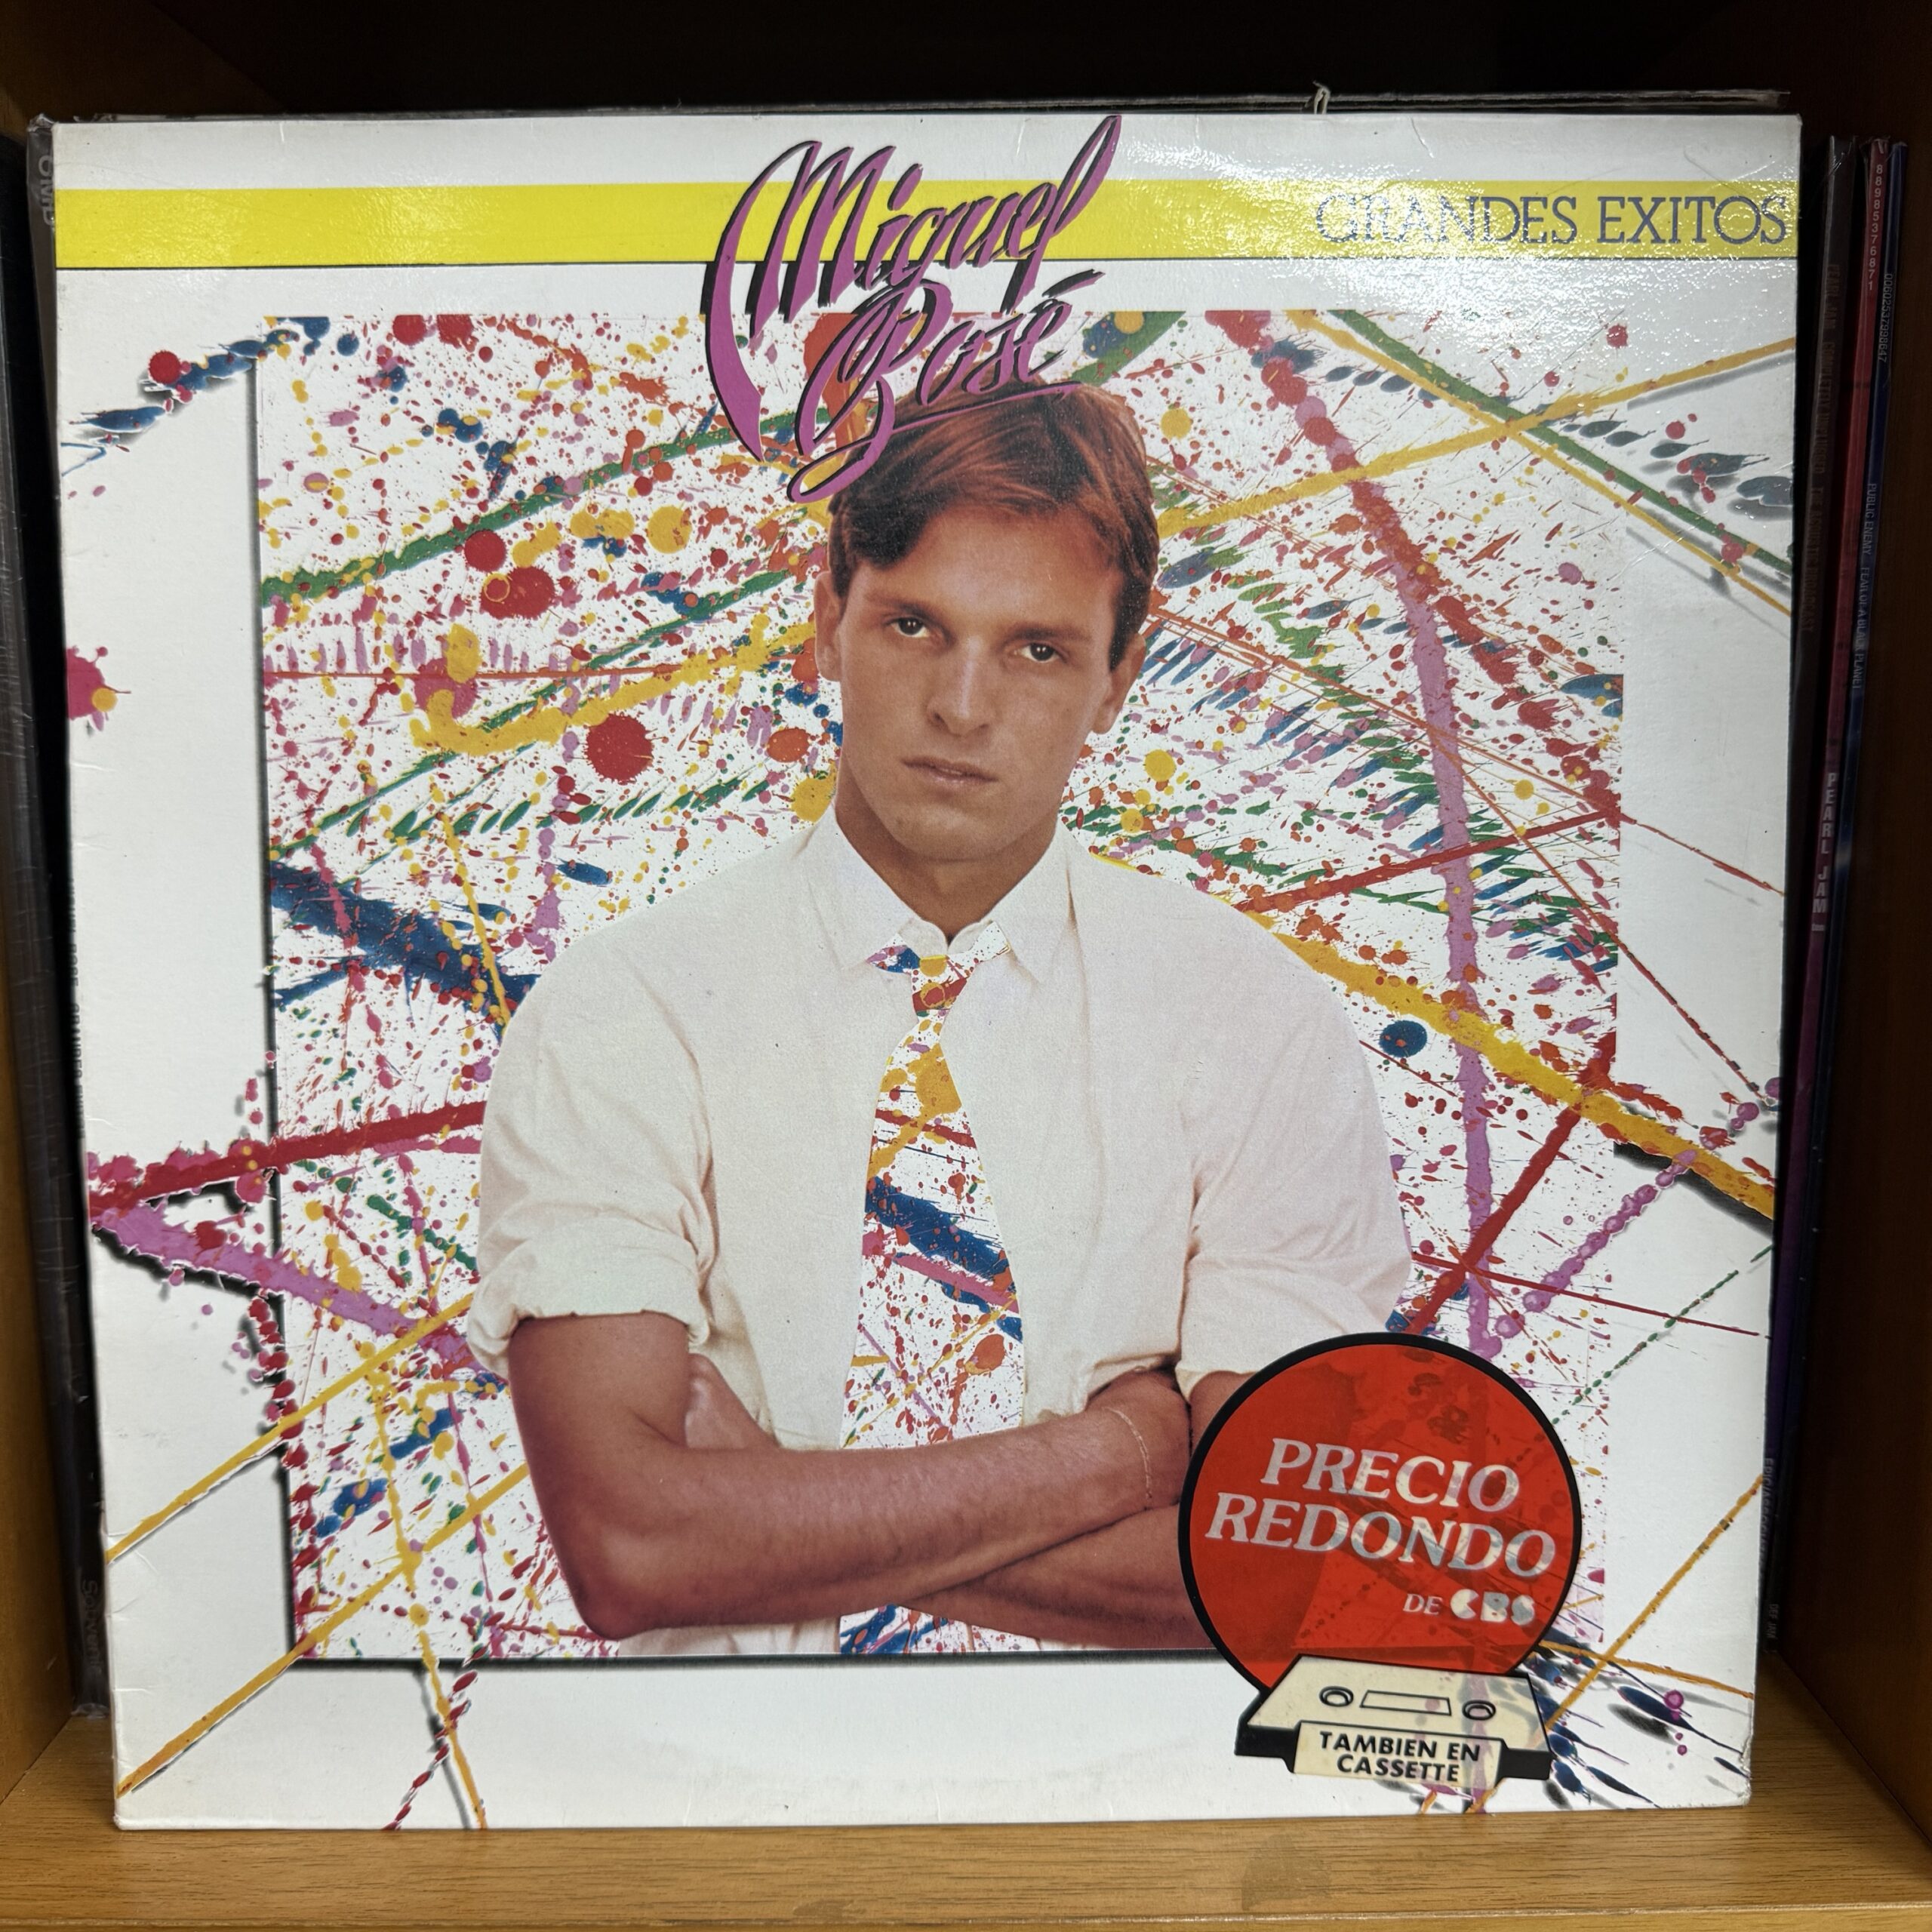 Miguel
Bosé
GRANDES EXITOS
PRECIO
REDONDO
DE CBS
TAMBIEN EN
CASSETTE
PEARL JAM